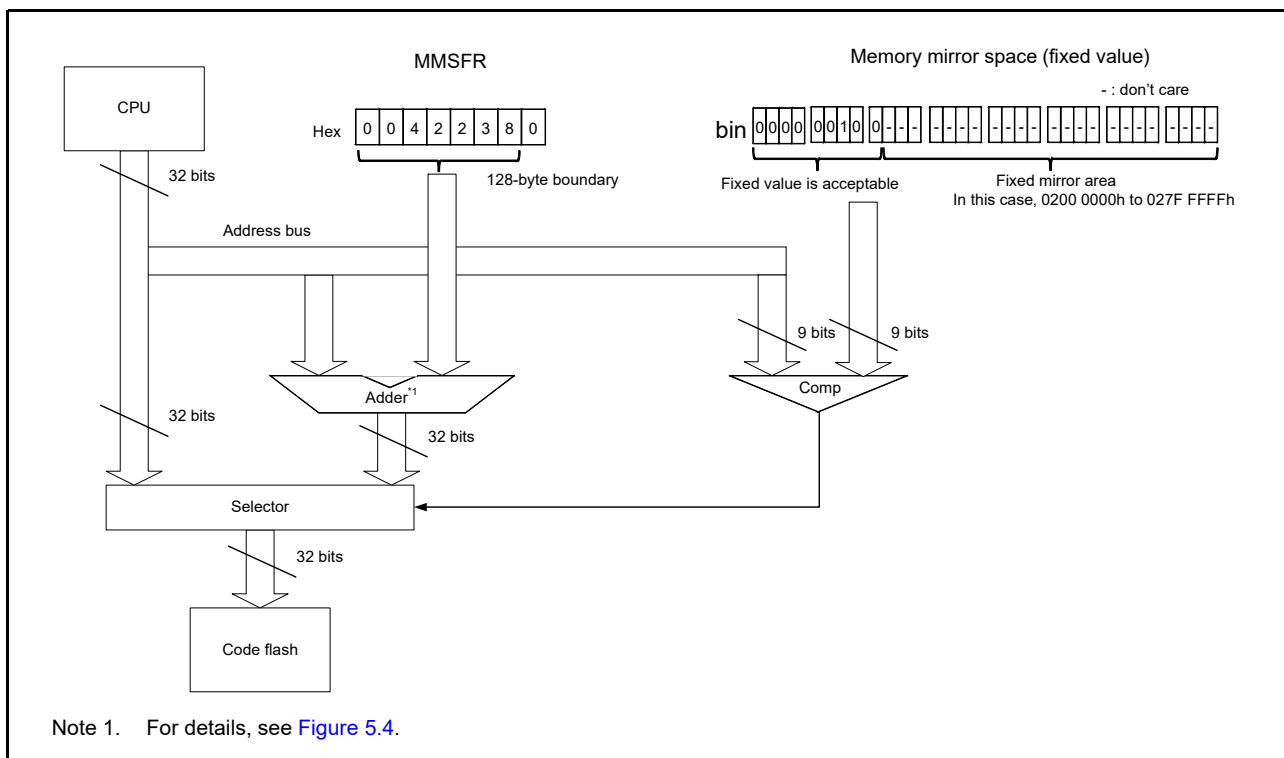 MMSFR
Memory mirror space (fixed value)
- : don't care
CPU
Hex 0 0 4 2 2 3 8 0
bin 0000 0010 0--- ---- ---- ---- ---- ----
32 bits
128-byte boundary
Fixed value is acceptable
Fixed mirror area
In this case, 0200 0000h to 027F FFFFh
Address bus
9 bits
9 bits
Adder*1
Comp
32 bits
32 bits
Selector
32 bits
Code flash
Note 1. For details, see Figure 5.4.